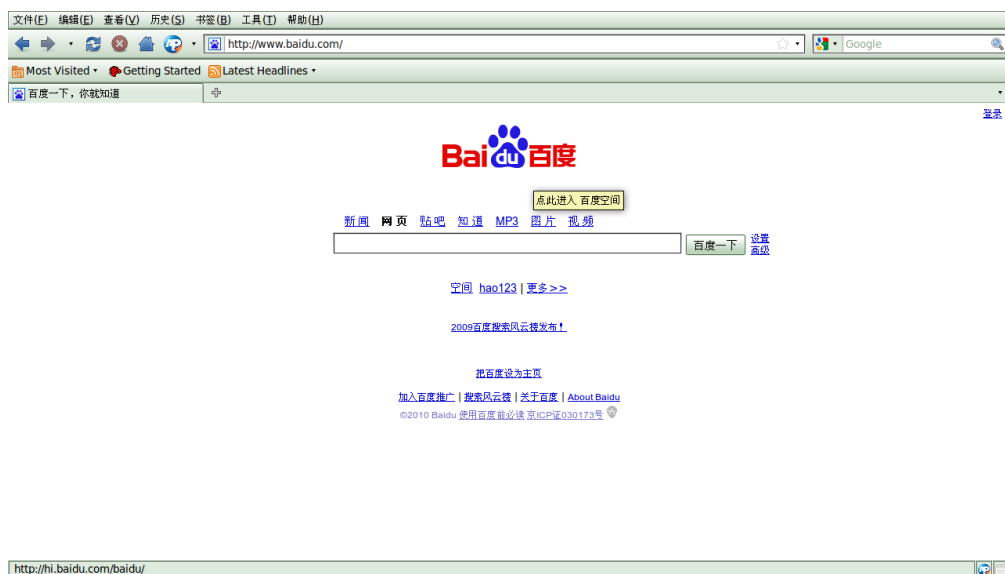 文件(F) 编辑(E) 查看(V) 历史(S) 书签(B) 工具(T) 帮助(H)
http://www.baidu.com/ Google
Most Visited Getting Started Latest Headlines
百度一下，你就知道
登录
Bai du 百度
点此进入 百度空间
新闻 网页 贴吧 知道 MP3 图片 视频
百度一下 设置
高级
空间 hao123 | 更多>>
2009百度搜索风云榜发布！
把百度设为主页
加入百度推广 | 搜索风云榜 | 关于百度 | About Baidu
©2010 Baidu 使用百度前必读 京ICP证030173号
http://hi.baidu.com/baidu/